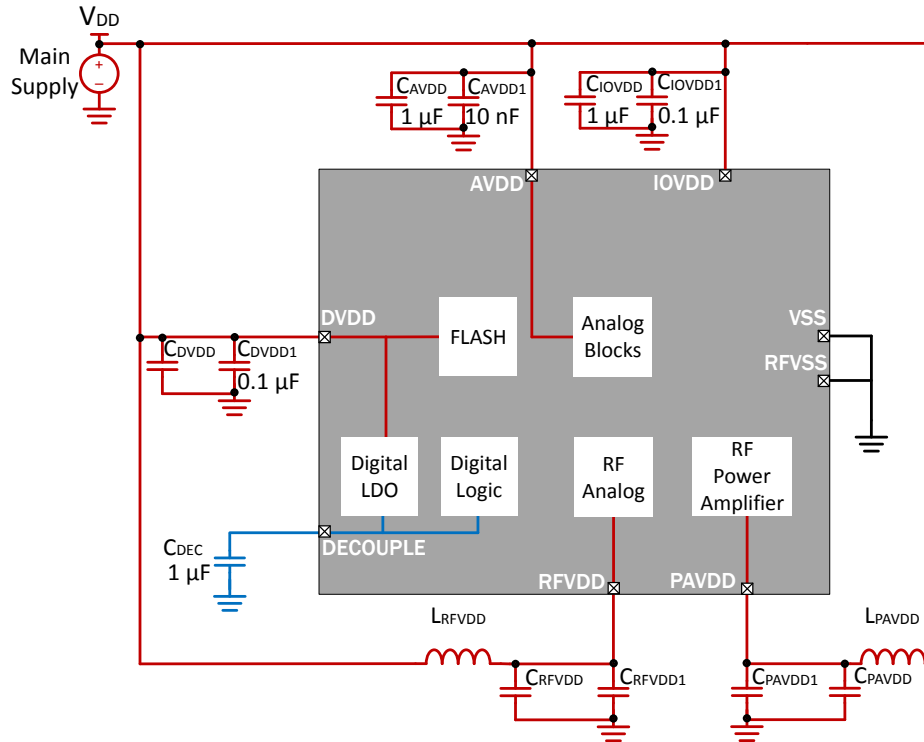 VDD
Main
Supply
+
−
CAVDD
1 µF
CAVDD1
10 nF
CIOVDD
1 µF
CIOVDD1
0.1 µF
AVDD
IOVDD
DVDD
CDVDD
CDVDD1
0.1 µF
FLASH
Analog
Blocks
VSS
RFVSS
Digital
LDO
Digital
Logic
RF
Analog
RF
Power
Amplifier
DECOUPLE
CDEC
1 µF
RFVDD
PAVDD
LRFVDD
LPAVDD
CRFVDD
CRFVDD1
CPAVDD1
CPAVDD